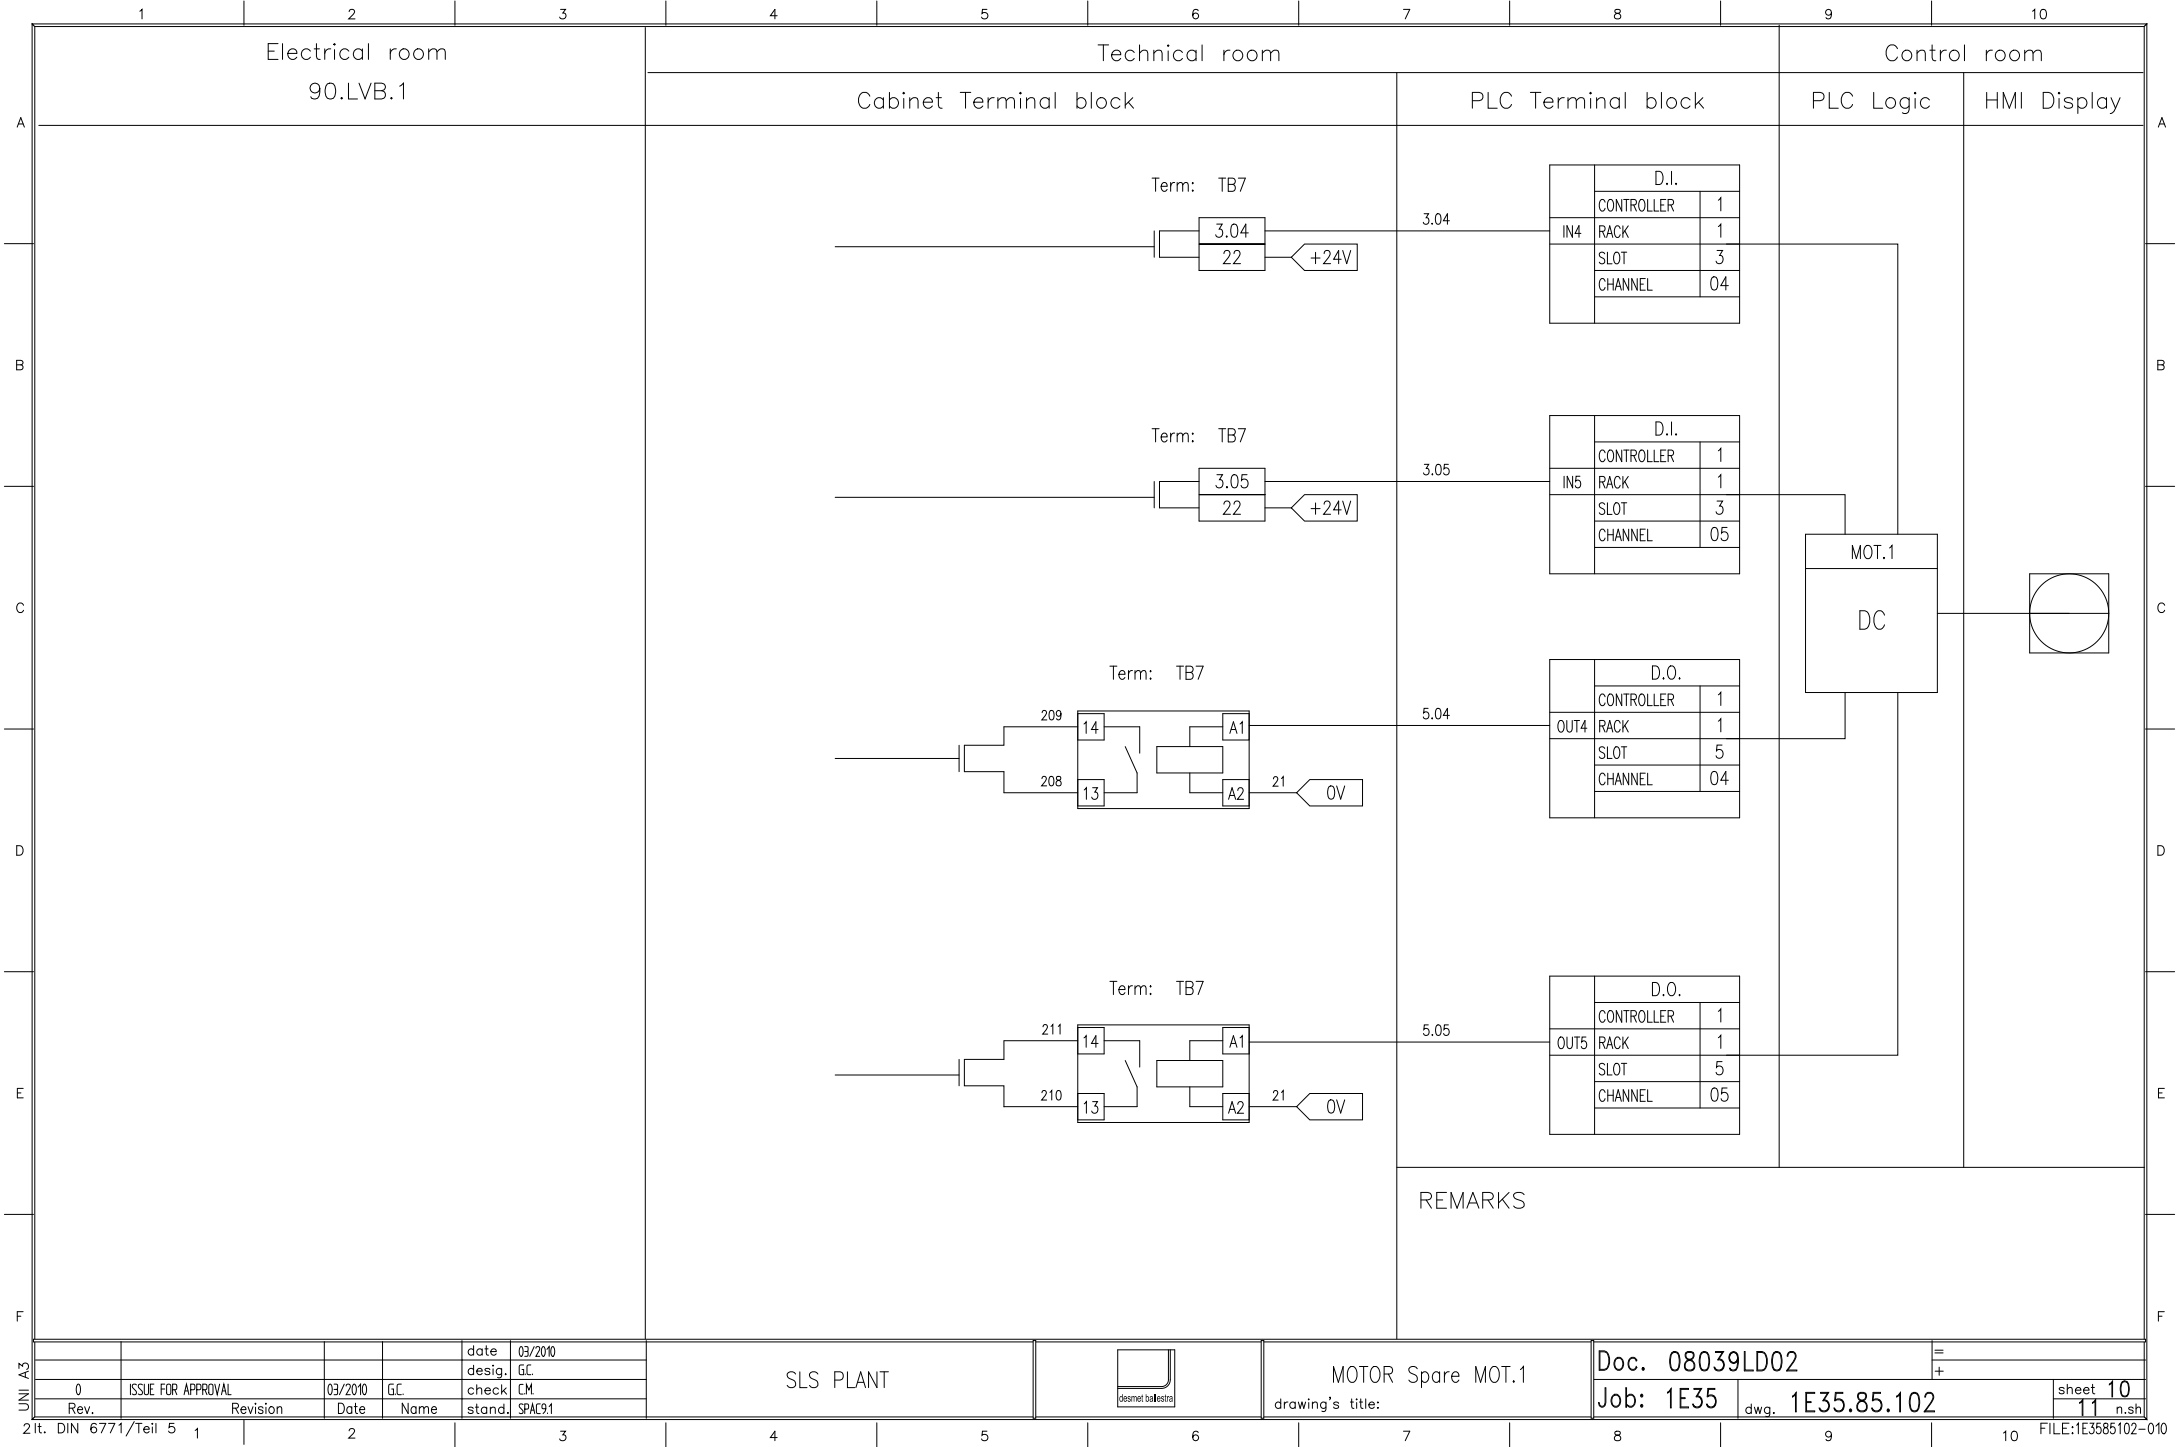 1 2 3 4 5 6 7 8 9 10
Electrical room
90.LVB.1
Technical room
Control room
Cabinet Terminal block
PLC Terminal block
PLC Logic
HMI Display
A A
Term: TB7
3.04
22
+24V
3.04
D.I.
CONTROLLER 1
IN4 RACK 1
SLOT 3
CHANNEL 04
B B
Term: TB7
3.05
22
+24V
3.05
D.I.
CONTROLLER 1
IN5 RACK 1
SLOT 3
CHANNEL 05
MOT.1
DC
C C
Term: TB7
209 14 A1
208 13 A2 21 0V
5.04
D.O.
CONTROLLER 1
OUT4 RACK 1
SLOT 5
CHANNEL 04
D D
Term: TB7
211 14 A1
210 13 A2 21 0V
5.05
D.O.
CONTROLLER 1
OUT5 RACK 1
SLOT 5
CHANNEL 05
E E
REMARKS
F F
UNI A3
date 03/2010
desig. G.C.
0 ISSUE FOR APPROVAL 03/2010 G.C. check C.M.
Rev. Revision Date Name stand. SPAC9.1
SLS PLANT
desmet ballestra
MOTOR Spare MOT.1
drawing's title:
Doc. 08039LD02
=
+
Job: 1E35
dwg. 1E35.85.102
sheet 10
11 n.sh
2 lt. DIN 6771/Teil 5
FILE:1E3585102-010
1 2 3 4 5 6 7 8 9 10